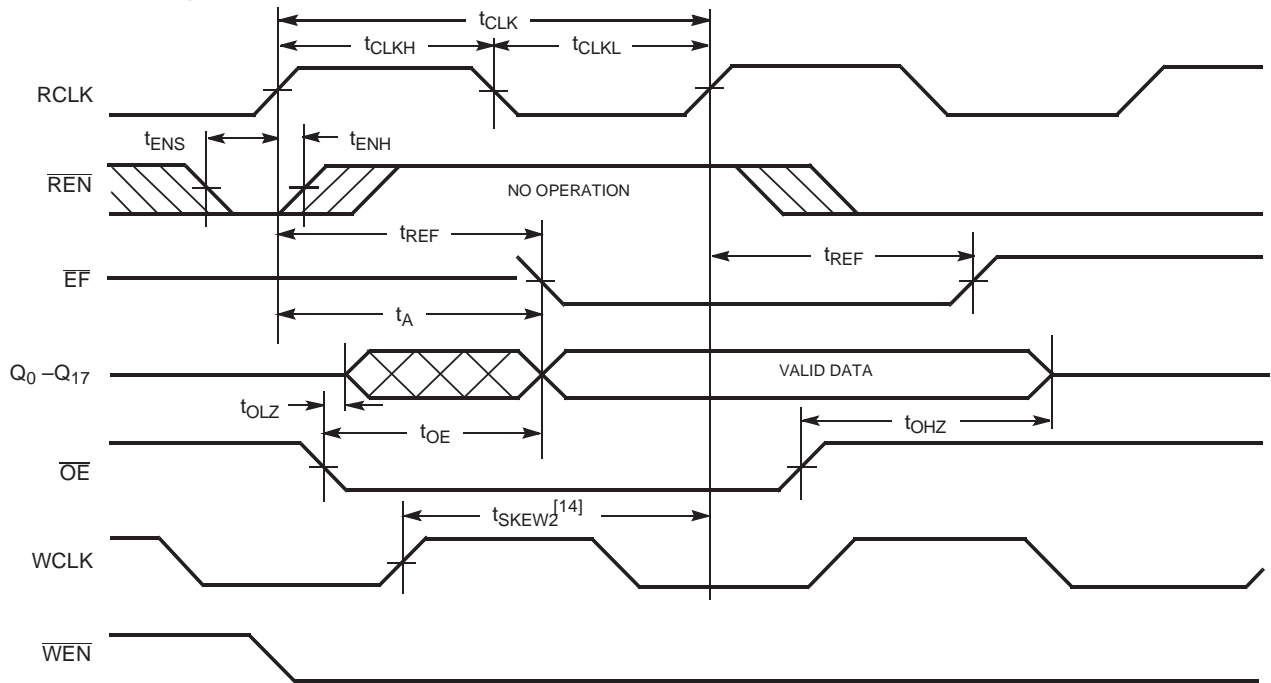 tCLK
tCLKH tCLKL
RCLK
tENS tENH
REN NO OPERATION
tREF tREF
EF
tA
Q0 –Q17 VALID DATA
tOLZ tOE tOHZ
OE
tSKEW2[14]
WCLK
WEN